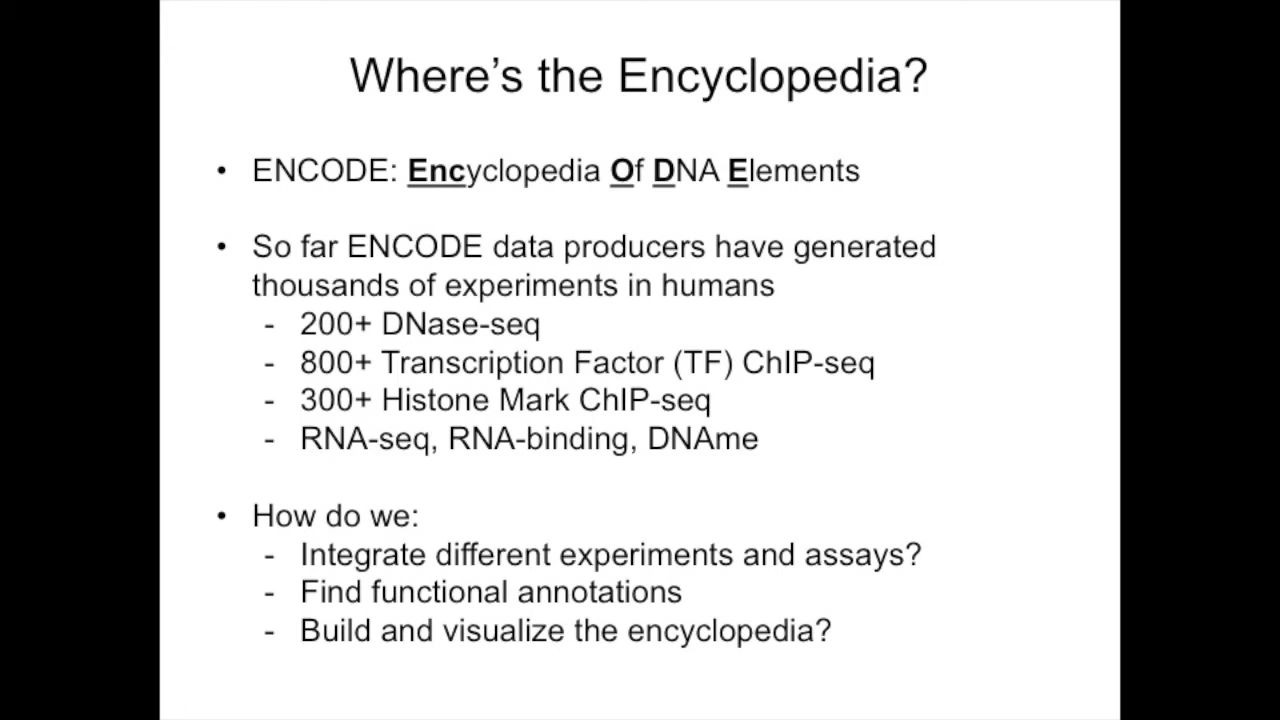 Where’s the Encyclopedia?
• ENCODE: Encyclopedia Of DNA Elements
• So far ENCODE data producers have generated
thousands of experiments in humans
- 200+ DNase-seq
- 800+ Transcription Factor (TF) ChIP-seq
- 300+ Histone Mark ChIP-seq
- RNA-seq, RNA-binding, DNAme
• How do we:
- Integrate different experiments and assays?
- Find functional annotations
- Build and visualize the encyclopedia?